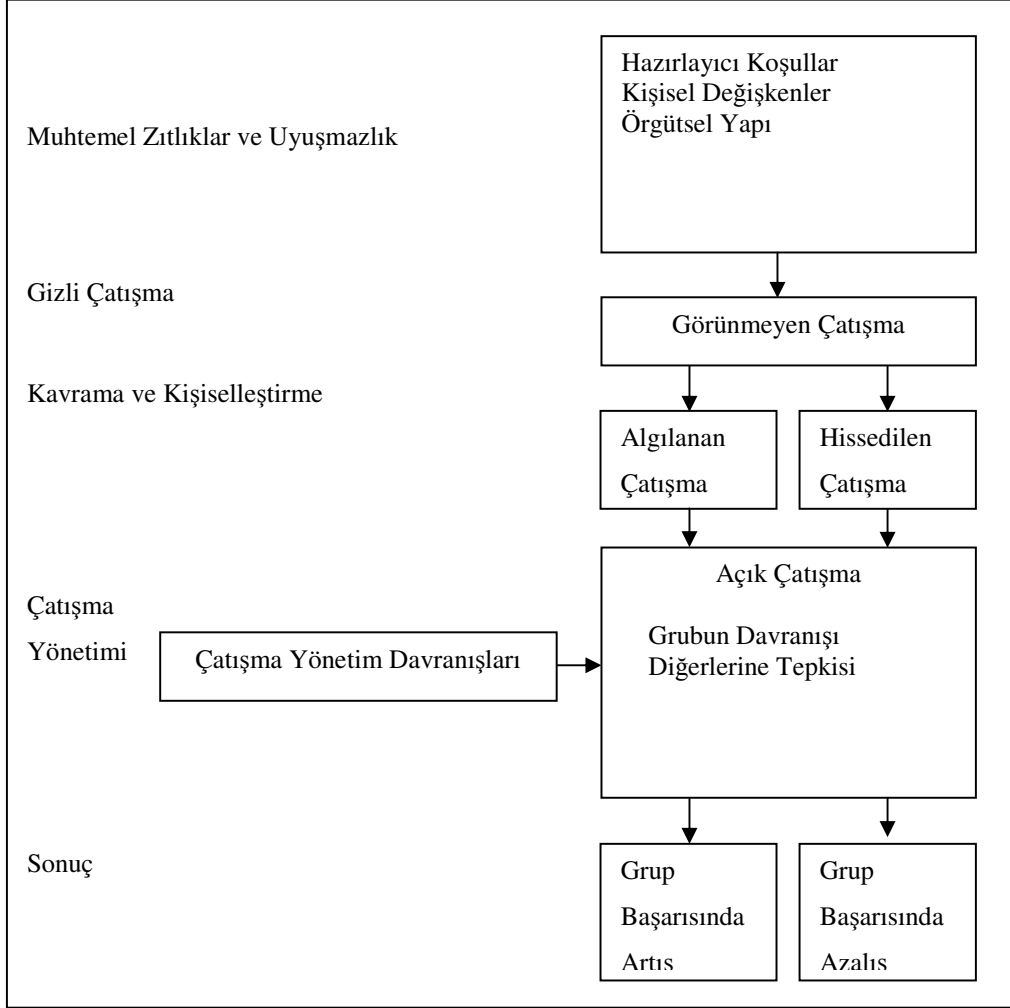 Hazırlayıcı Koşullar
Kişisel Değişkenler
Örgütsel Yapı
Muhtemel Zıtlıklar ve Uyuşmazlık
Gizli Çatışma
Görünmeyen Çatışma
Kavrama ve Kişiselleştirme
Algılanan
Çatışma
Hissedilen
Çatışma
Açık Çatışma
Grubun Davranışı
Diğerlerine Tepkisi
Çatışma
Yönetimi
Çatışma Yönetim Davranışları
Sonuç
Grup
Başarısında
Artış
Grup
Başarısında
Azalış